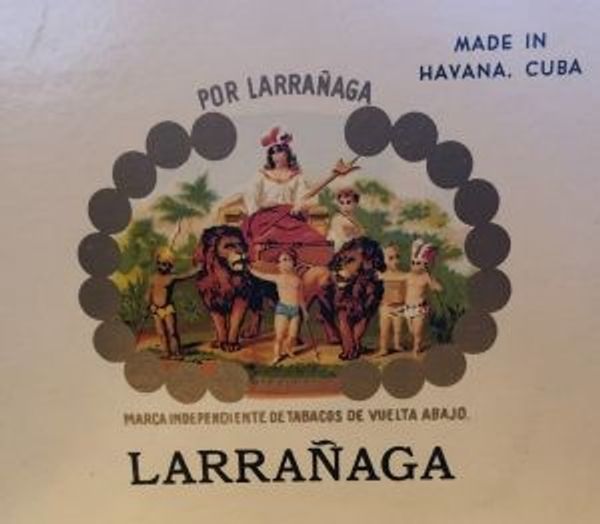 MADE IN
HAVANA, CUBA
POR LARRAÑAGA
MARCA INDEPENDIENTE DE TABACOS DE VUELTA ABAJO.
LARRAÑAGA